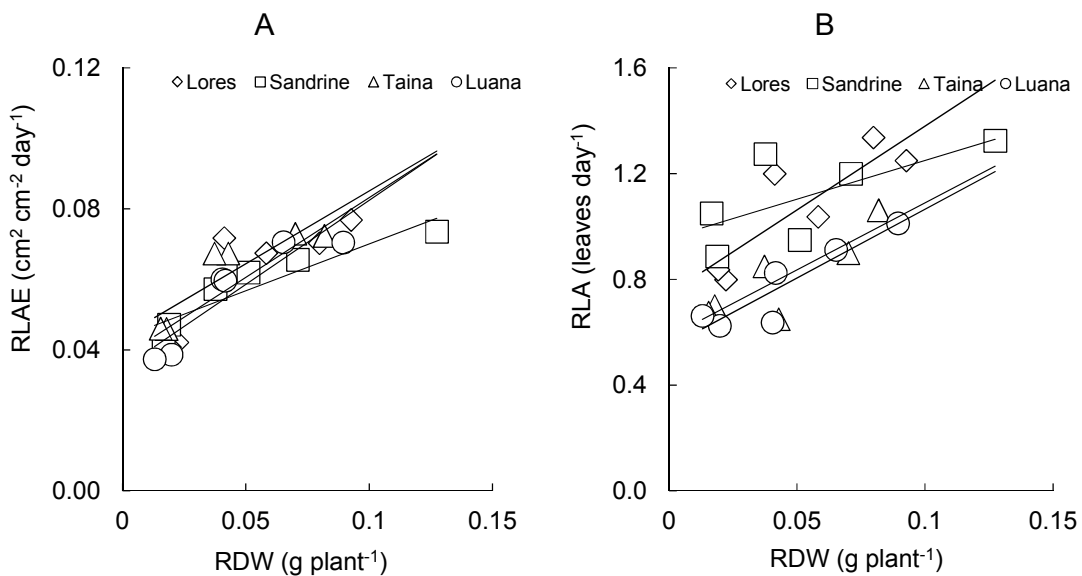 A
0.12
◇Lores □Sandrine △Taina ○Luana
RLAE (cm² cm⁻² day⁻¹)
0.08
0.04
0.00
0 0.05 0.1 0.15
RDW (g plant⁻¹)
B
1.6
◇Lores □Sandrine △Taina ○Luana
RLA (leaves day⁻¹)
1.2
0.8
0.4
0.0
0 0.05 0.1 0.15
RDW (g plant⁻¹)